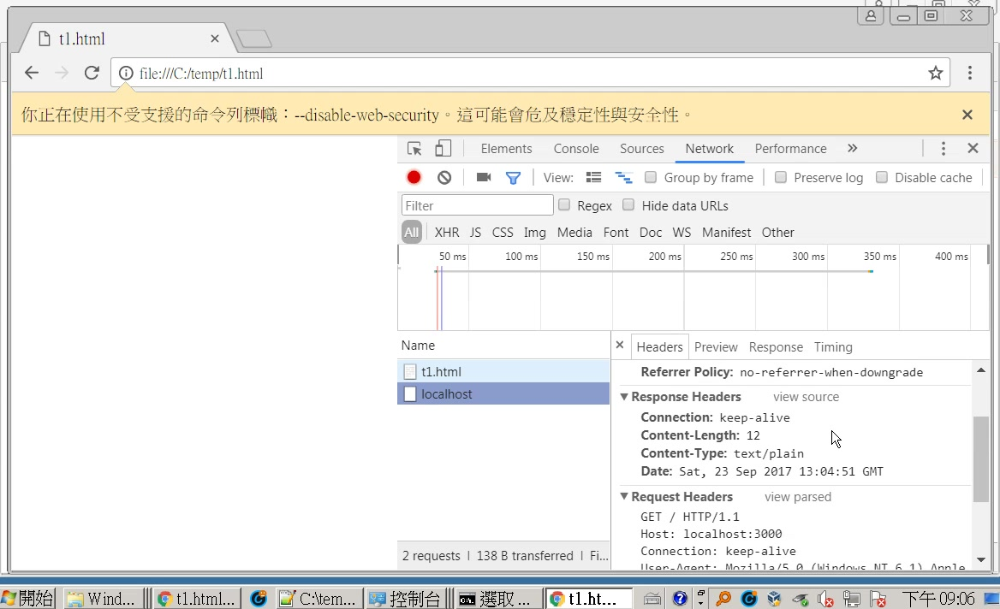 t1.html
file:///C:/temp/t1.html
你正在使用不受支援的命令列標幟：--disable-web-security。這可能會危及穩定性與安全性。
Elements Console Sources Network Performance »
View: Group by frame Preserve log Disable cache
Filter Regex Hide data URLs
All XHR JS CSS Img Media Font Doc WS Manifest Other
50 ms 100 ms 150 ms 200 ms 250 ms 300 ms 350 ms 400 ms
Name
t1.html
localhost
2 requests | 138 B transferred | Fi...
Headers Preview Response Timing
Referrer Policy: no-referrer-when-downgrade
Response Headers view source
Connection: keep-alive
Content-Length: 12
Content-Type: text/plain
Date: Sat, 23 Sep 2017 13:04:51 GMT
Request Headers view parsed
GET / HTTP/1.1
Host: localhost:3000
Connection: keep-alive
User-Agent: Mozilla/5.0 (Windows NT 6.1) Apple
開始 Wind... t1.html... C:\tem... 控制台 選取 ... t1.ht... 下午 09:06